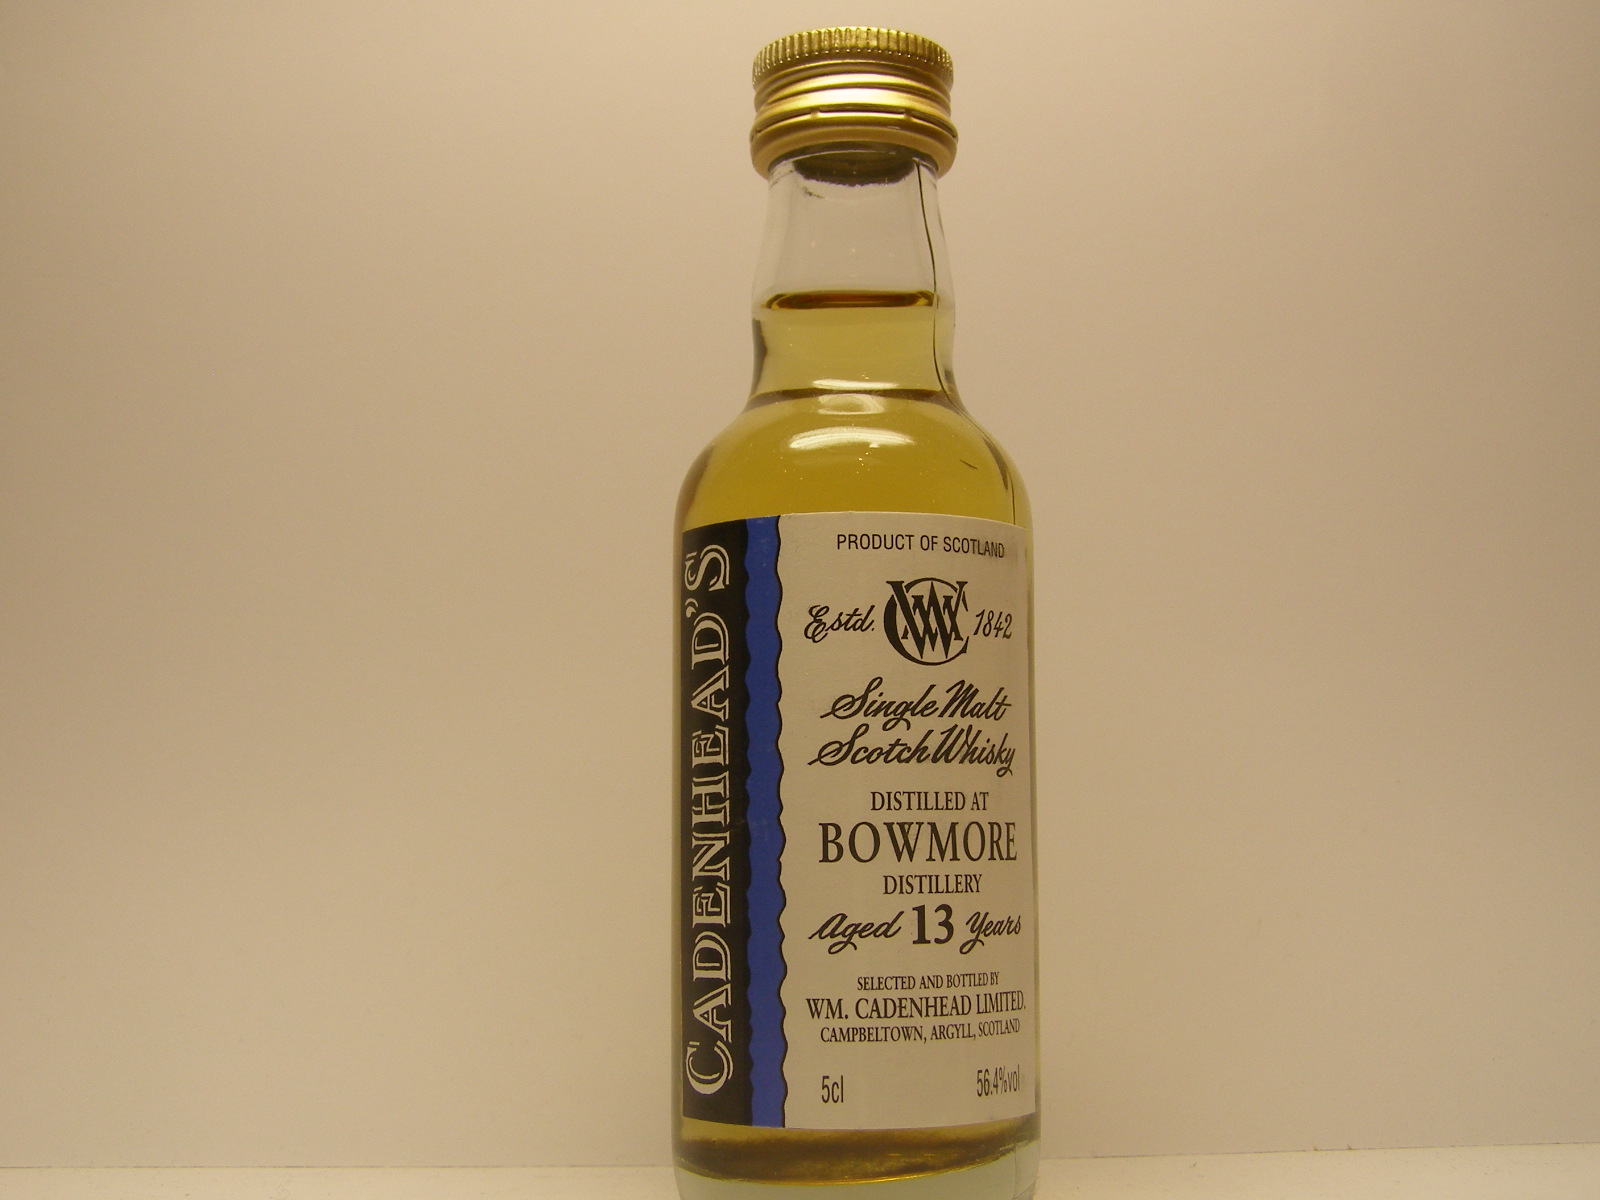 CADENHEAD'S
PRODUCT OF SCOTLAND
Estd. WC 1842
Single Malt
Scotch Whisky
DISTILLED AT
BOWMORE
DISTILLERY
Aged 13 Years
SELECTED AND BOTTLED BY
WM. CADENHEAD LIMITED.
CAMPBELTOWN, ARGYLL, SCOTLAND
5cl 56.4%vol